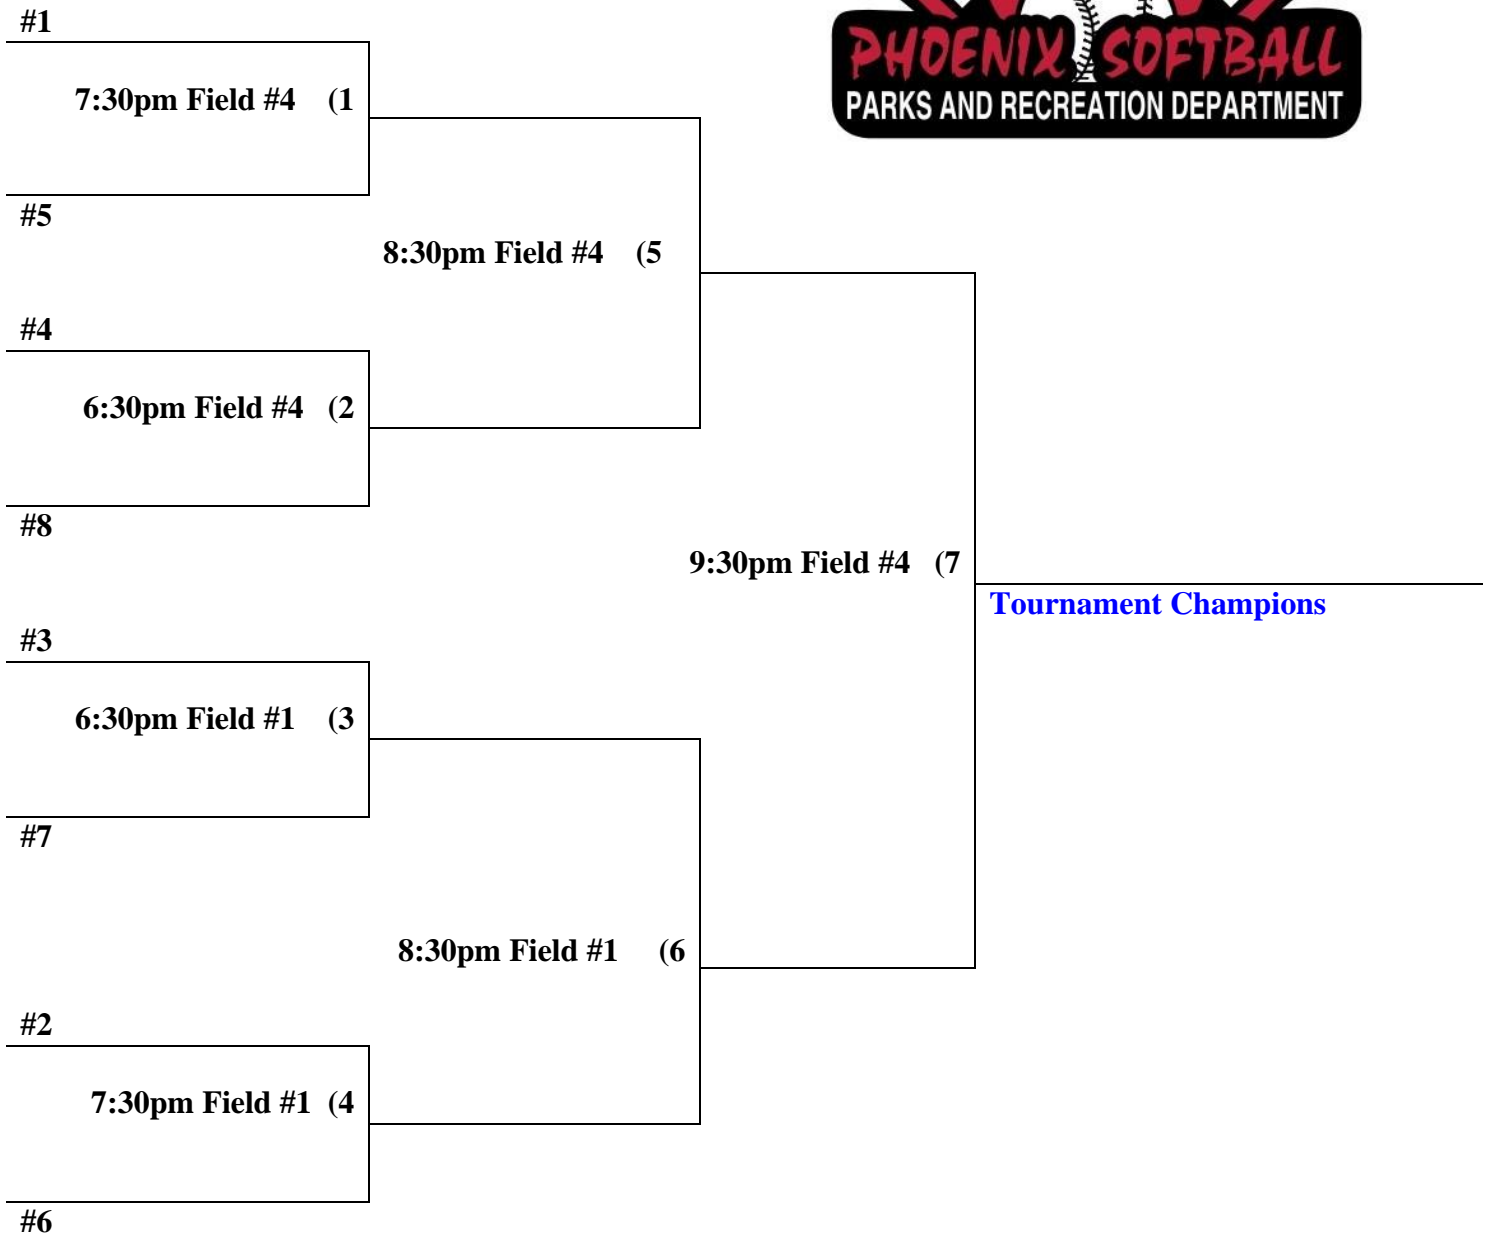 #1
PHOENIX SOFTBALL
PARKS AND RECREATION DEPARTMENT
7:30pm Field #4 (1
#5
8:30pm Field #4 (5
#4
6:30pm Field #4 (2
#8
9:30pm Field #4 (7
Tournament Champions
#3
6:30pm Field #1 (3
#7
8:30pm Field #1 (6
#2
7:30pm Field #1 (4
#6